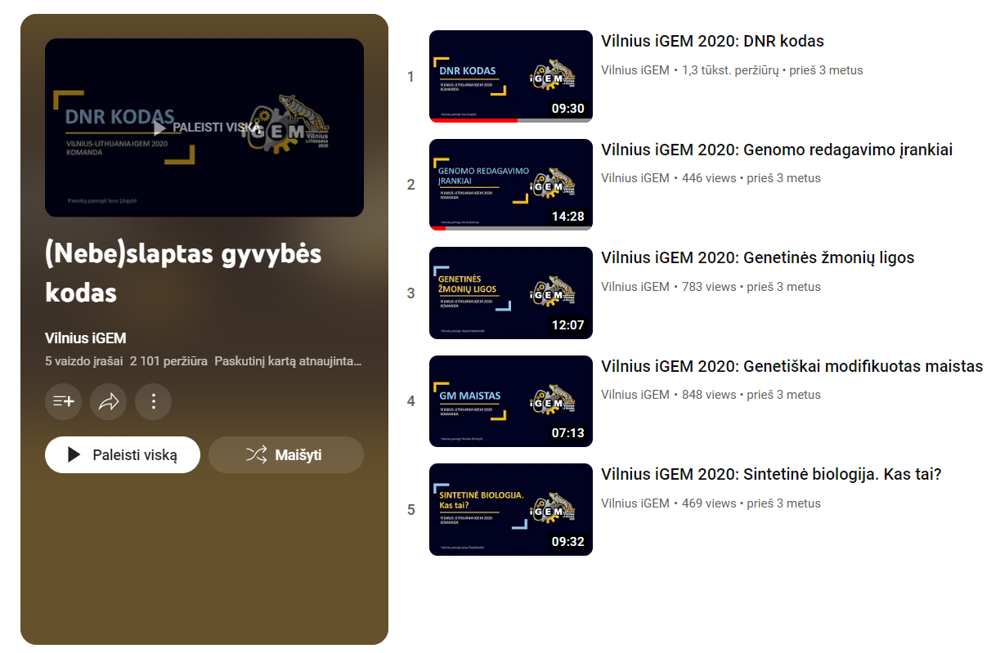 DNR KODAS
VILNIUS-LITHUANIA IGEM 2020
KOMANDA
Pamoką parengė Ieva Lingytė
iGEM
Vilnius
LITHUANIA
2020
PALEISTI VISKĄ
(Nebe)slaptas gyvybės
kodas
Vilnius iGEM
5 vaizdo įrašai 2 101 peržiūra Paskutinį kartą atnaujinta...
Paleisti viską
Maišyti
1
DNR KODAS
VILNIUS-LITHUANIA IGEM 2020
KOMANDA
iGEM
09:30
Vilnius iGEM 2020: DNR kodas
Vilnius iGEM • 1,3 tūkst. peržiūrų • prieš 3 metus
2
GENOMO REDAGAVIMO
ĮRANKIAI
VILNIUS-LITHUANIA IGEM 2020
KOMANDA
iGEM
14:28
Vilnius iGEM 2020: Genomo redagavimo įrankiai
Vilnius iGEM • 446 views • prieš 3 metus
3
GENETINĖS
ŽMONIŲ LIGOS
VILNIUS-LITHUANIA IGEM 2020
KOMANDA
iGEM
12:07
Vilnius iGEM 2020: Genetinės žmonių ligos
Vilnius iGEM • 783 views • prieš 3 metus
4
GM MAISTAS
VILNIUS-LITHUANIA IGEM 2020
KOMANDA
iGEM
07:13
Vilnius iGEM 2020: Genetiškai modifikuotas maistas
Vilnius iGEM • 848 views • prieš 3 metus
5
SINTETINĖ BIOLOGIJA.
Kas tai?
VILNIUS-LITHUANIA IGEM 2020
KOMANDA
iGEM
09:32
Vilnius iGEM 2020: Sintetinė biologija. Kas tai?
Vilnius iGEM • 469 views • prieš 3 metus